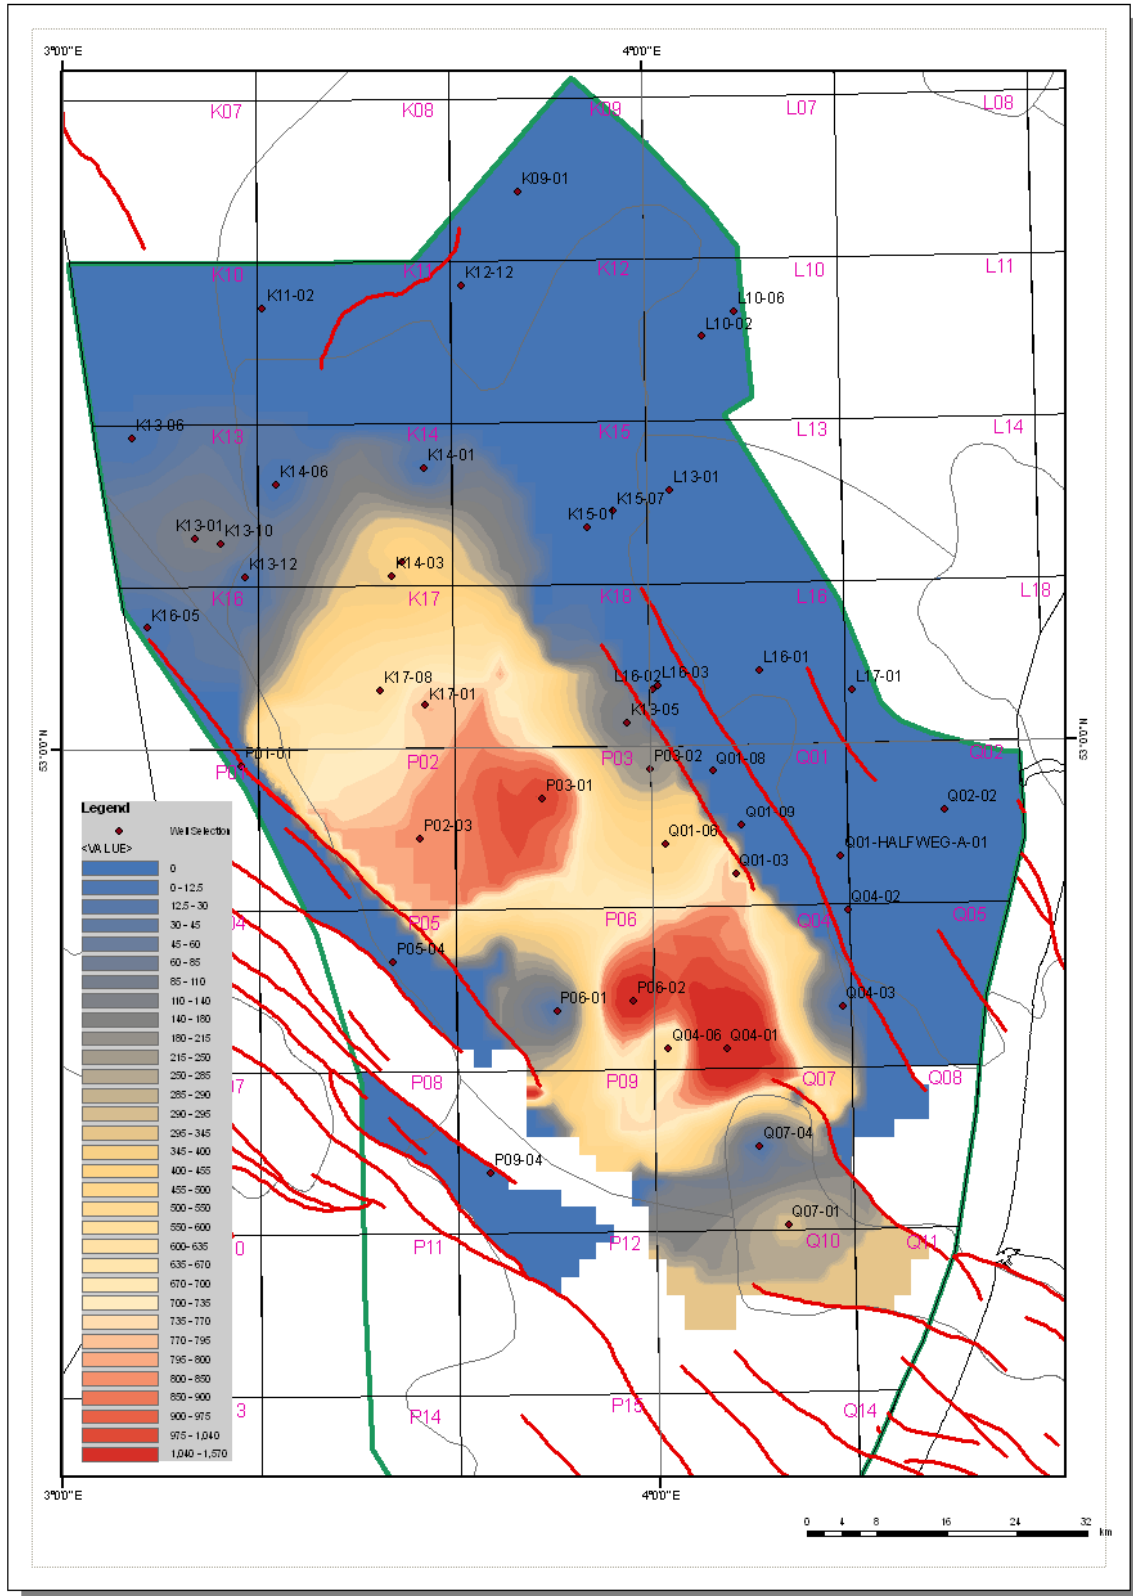 3°0'0"E 4°0'0"E
K07 K08 K09 L07 L08
K09-01
K10 K11 K12 L10 L11
K12-12
K11-02
L10-06
L10-02
K13-06
K13 K14 K15 L13 L14
K14-01
K14-06
L13-01
K15-07
K15-01
K13-01
K13-10
K14-03
K13-12
K16 K17 K18 L16 L18
K16-05
L16-01
L16-02
L16-03
K17-08
L17-01
K17-01
K13-05
53°0'0"N
53°0'0"N
P01-01
P02 P03 Q01 Q02
P03-02
Q01-08
P03-01
Q02-02
P02-03
Q01-09
Q01-06
Q01-HALFWEG-A-01
Q01-03
Q04-02
P05 P06 Q04 Q05
P05-04
P06-01
P06-02
Q04-03
Q04-06
Q04-01
P08 P09 Q07 Q08
Q07-04
P09-04
Q07-01
P11 P12 Q10 Q11
P14 P15 Q14
Legend
Well Selection
<VALUE>
0
0 - 12.5
12.5 - 30
30 - 45
45 - 60
60 - 85
85 - 110
110 - 140
140 - 180
180 - 215
215 - 250
250 - 285
285 - 290
290 - 295
295 - 345
345 - 400
400 - 455
455 - 500
500 - 550
550 - 600
600 - 635
635 - 670
670 - 700
700 - 735
735 - 770
770 - 795
795 - 800
800 - 850
850 - 900
900 - 975
975 - 1,040
1,040 - 1,570
3°0'0"E 4°0'0"E
0 4 8 16 24 32
km